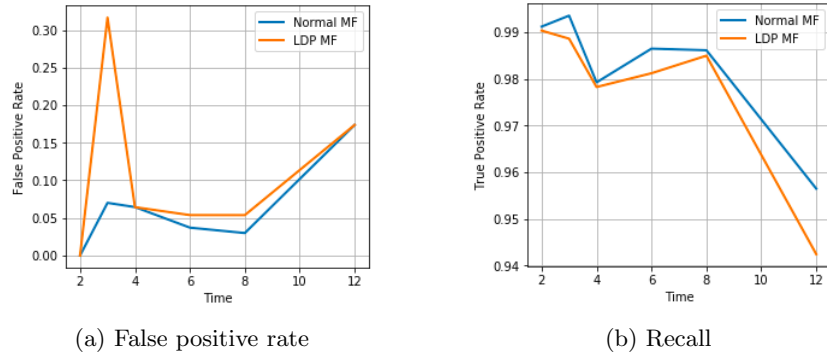 Normal MF
LDP MF
0.30
0.25
0.20
0.15
0.10
0.05
0.00
False Positive Rate
2 4 6 8 10 12
Time
(a) False positive rate
Normal MF
LDP MF
0.99
0.98
0.97
0.96
0.95
0.94
True Positive Rate
2 4 6 8 10 12
Time
(b) Recall